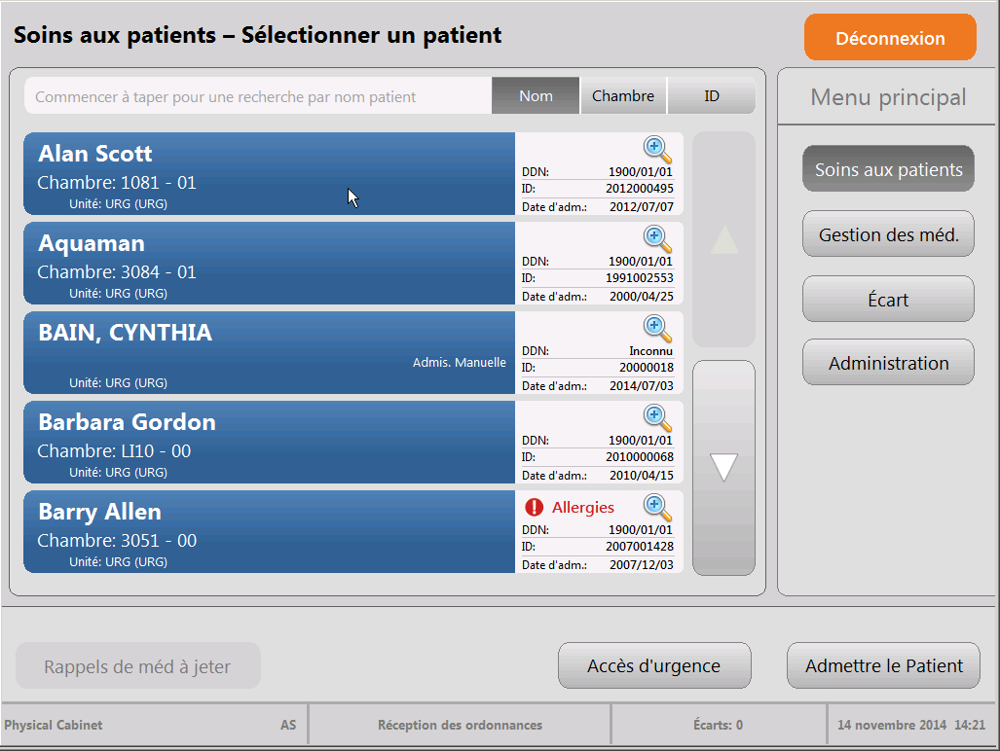 Soins aux patients – Sélectionner un patient
Déconnexion
Commencer à taper pour une recherche par nom patient
Nom
Chambre
ID
Alan Scott
Chambre: 1081 - 01
Unité: URG (URG)
DDN: 1900/01/01
ID: 2012000495
Date d'adm.: 2012/07/07
Aquaman
Chambre: 3084 - 01
Unité: URG (URG)
DDN: 1900/01/01
ID: 1991002553
Date d'adm.: 2000/04/25
BAIN, CYNTHIA
Admis. Manuelle
Unité: URG (URG)
DDN: Inconnu
ID: 20000018
Date d'adm.: 2014/07/03
Barbara Gordon
Chambre: LI10 - 00
Unité: URG (URG)
DDN: 1900/01/01
ID: 2010000068
Date d'adm.: 2010/04/15
Barry Allen
Chambre: 3051 - 00
Unité: URG (URG)
Allergies
DDN: 1900/01/01
ID: 2007001428
Date d'adm.: 2007/12/03
Menu principal
Soins aux patients
Gestion des méd.
Écart
Administration
Rappels de méd à jeter
Accès d'urgence
Admettre le Patient
Physical Cabinet
AS
Réception des ordonnances
Écarts: 0
14 novembre 2014 14:21